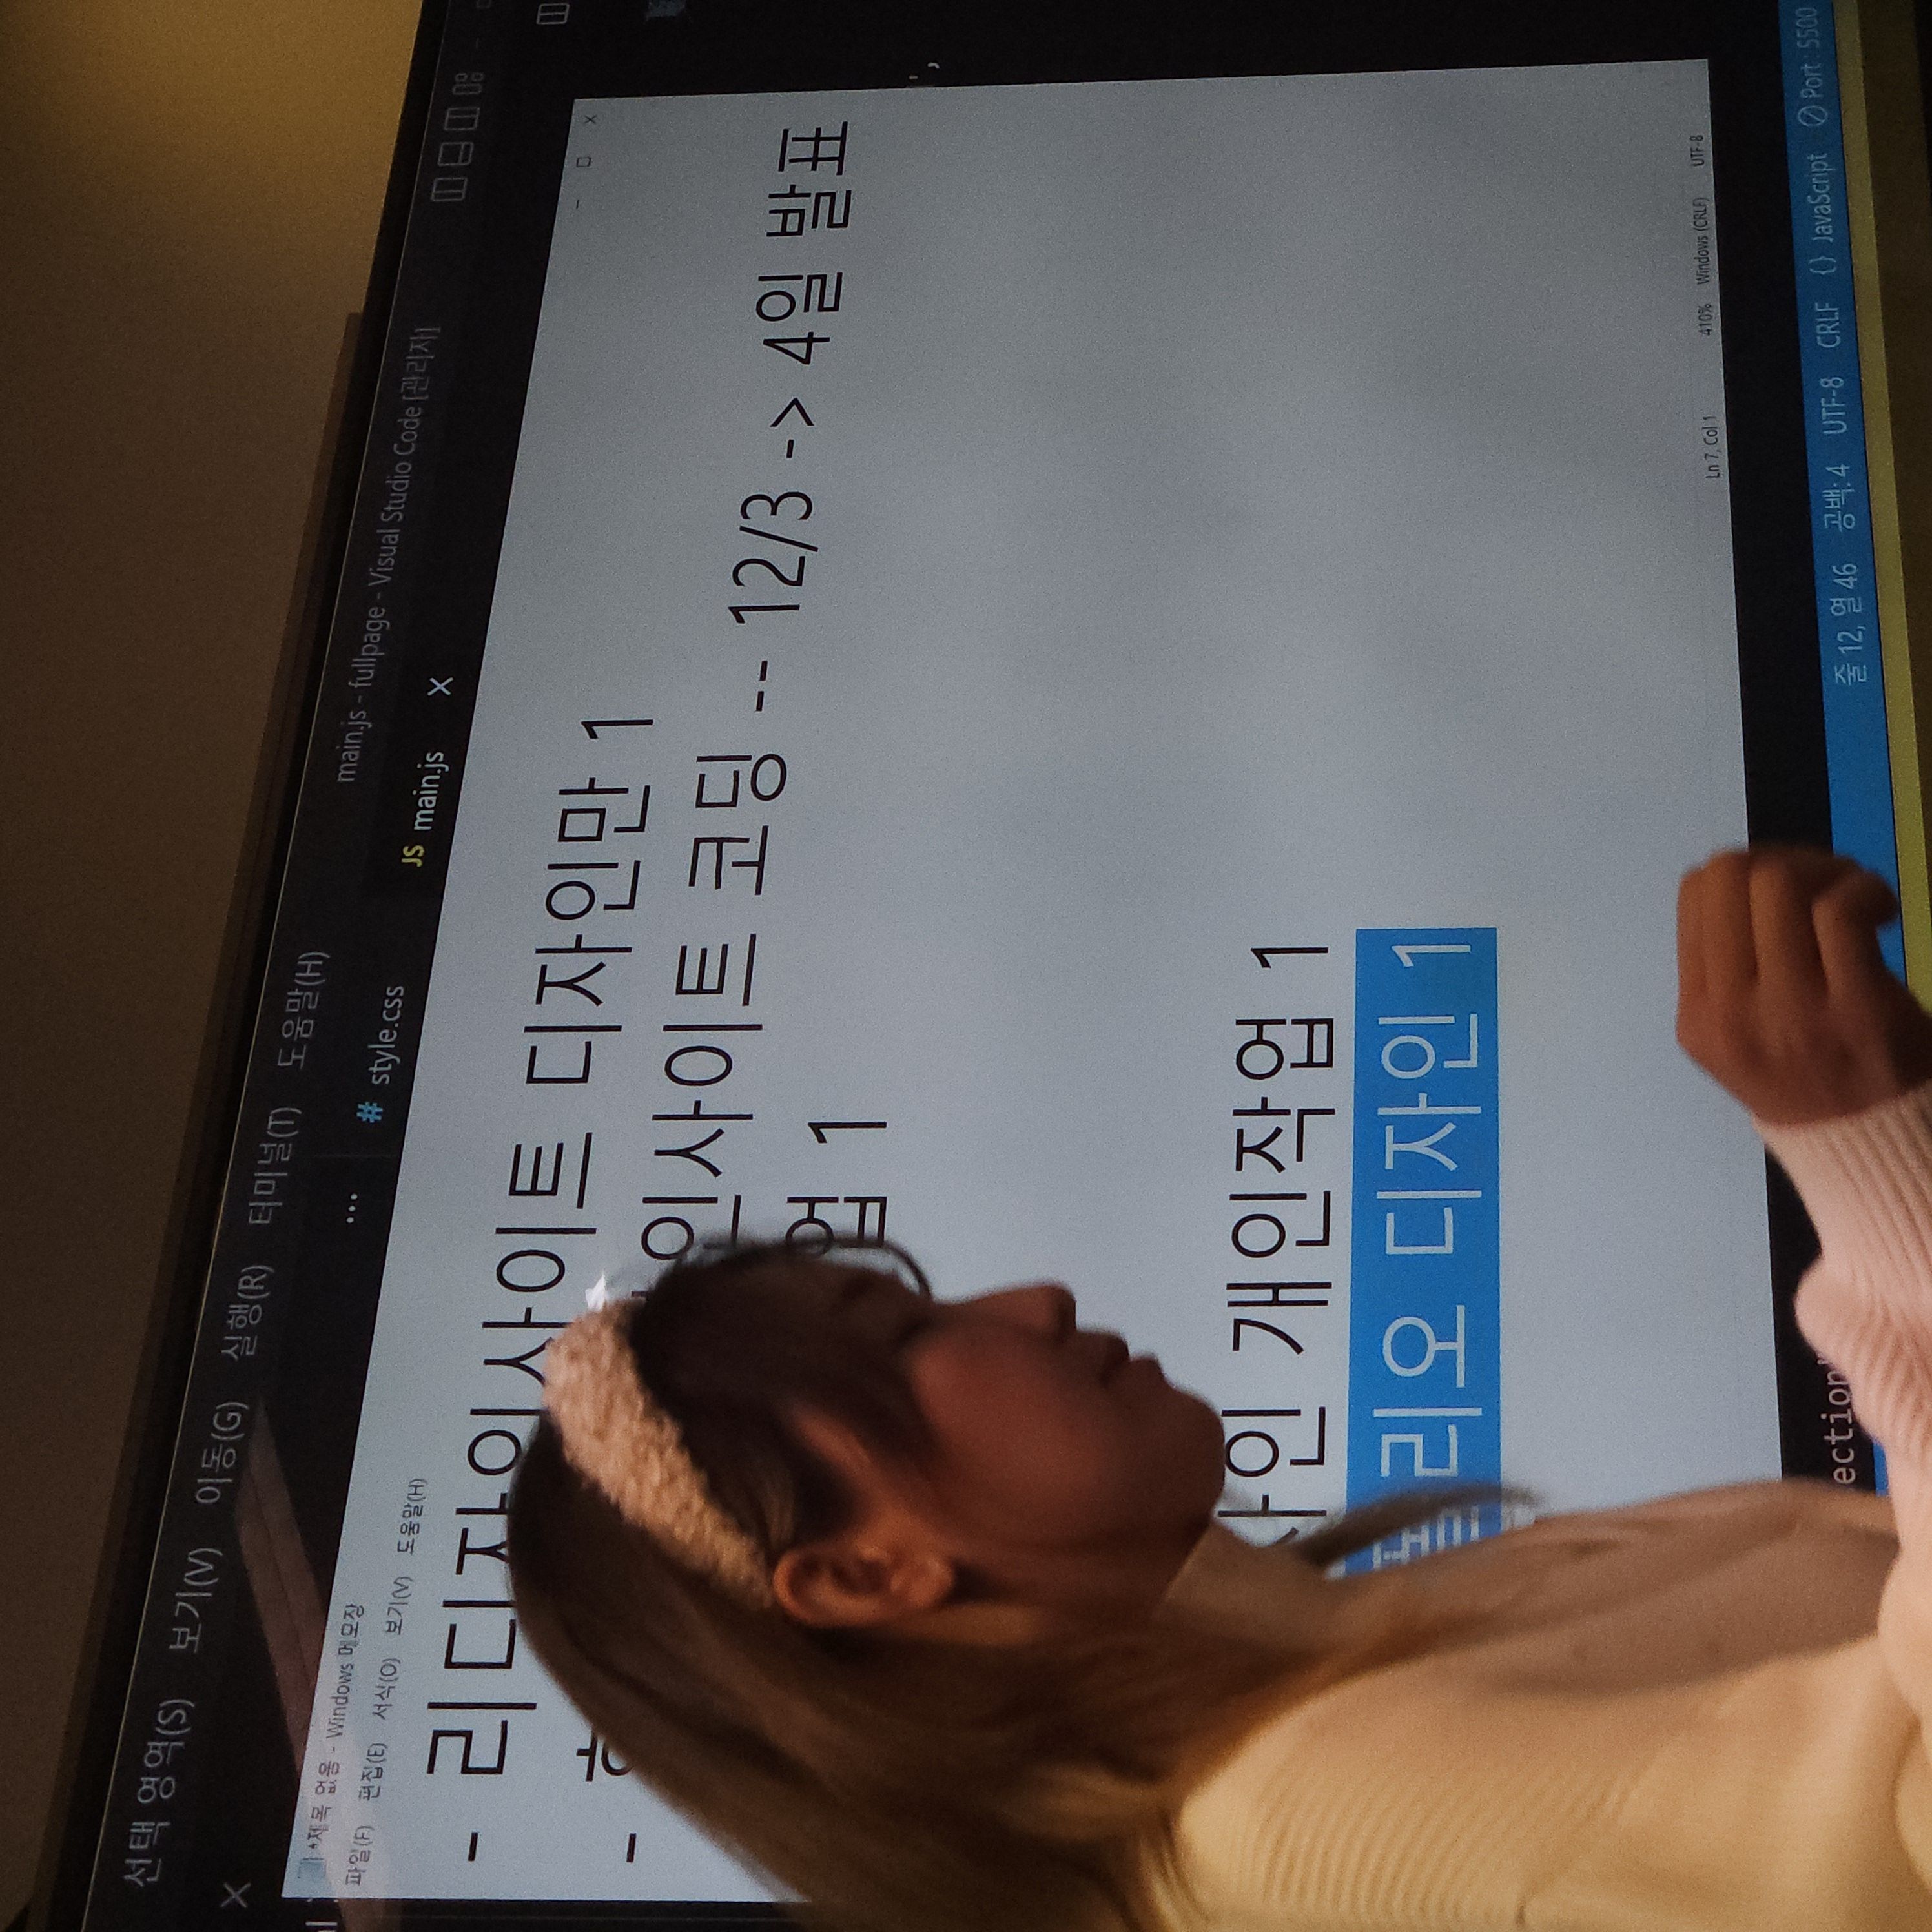 선택 영역(S) 보기(V) 이동(G) 실행(R) 터미널(T) 도움말(H)
main.js - fullpage - Visual Studio Code [관리자]
... # style.css JS main.js X
*제목 없음 - Windows 메모장
파일(F) 편집(E) 서식(O) 보기(V) 도움말(H)
- 리디자인사이트 디자인만 1
- 인사이트 코딩 -- 12/3 -> 4일 발표
업 1
자인 개인작업 1
폴리오 디자인 1
',
Ln 7, Col 1 410% Windows (CRLF) UTF-8
ection"
줄 12, 열 46 공백: 4 UTF-8 CRLF {} JavaScript Port : 5500